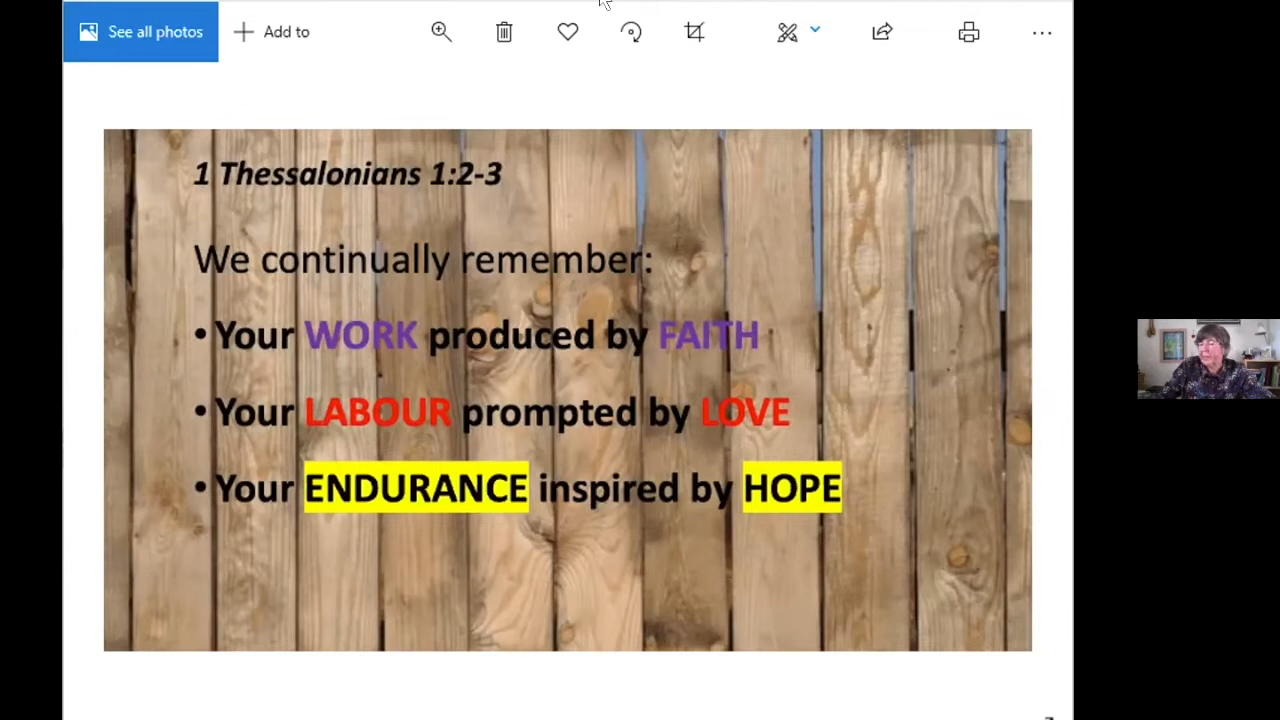 See all photos
Add to
1 Thessalonians 1:2-3
We continually remember:
• Your WORK produced by FAITH
• Your LABOUR prompted by LOVE
• Your ENDURANCE inspired by HOPE